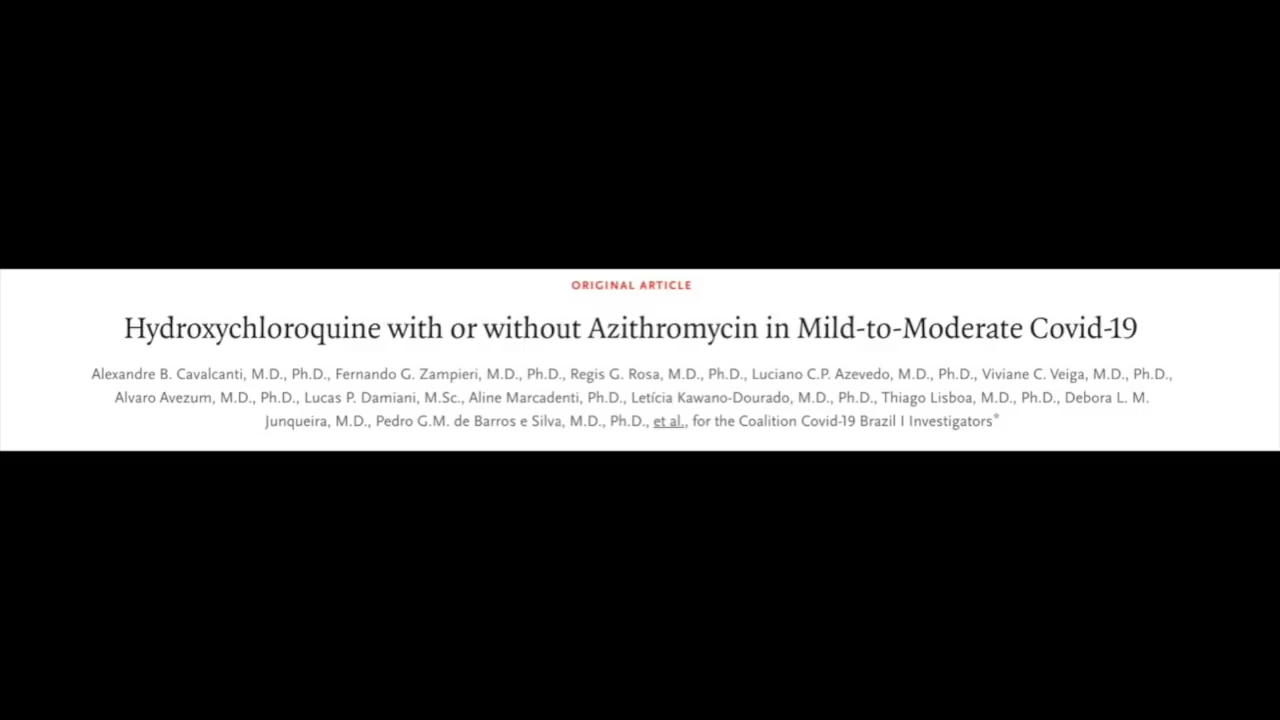 ORIGINAL ARTICLE
Hydroxychloroquine with or without Azithromycin in Mild-to-Moderate Covid-19
Alexandre B. Cavalcanti, M.D., Ph.D., Fernando G. Zampieri, M.D., Ph.D., Regis G. Rosa, M.D., Ph.D., Luciano C.P. Azevedo, M.D., Ph.D., Viviane C. Veiga, M.D., Ph.D.,
Alvaro Avezum, M.D., Ph.D., Lucas P. Damiani, M.Sc., Aline Marcadenti, Ph.D., Letícia Kawano-Dourado, M.D., Ph.D., Thiago Lisboa, M.D., Ph.D., Debora L. M.
Junqueira, M.D., Pedro G.M. de Barros e Silva, M.D., Ph.D., et al., for the Coalition Covid-19 Brazil I Investigators*